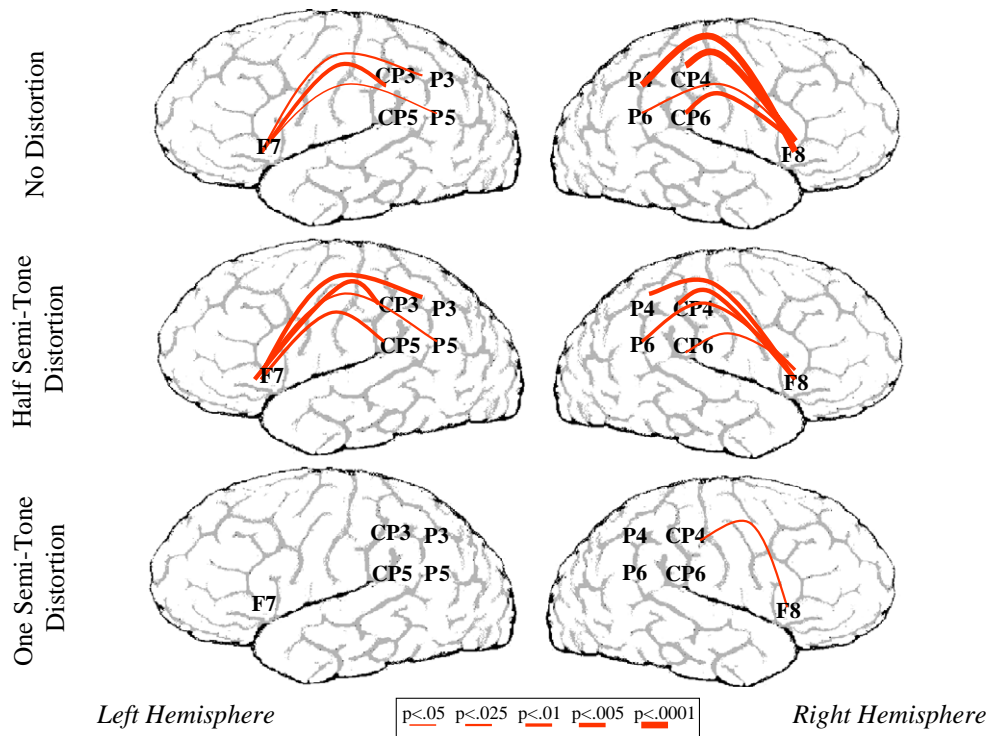 No Distortion
CP3 P3
CP5 P5
F7
P4 CP4
P6 CP6
F8
Half Semi-Tone
Distortion
CP3 P3
CP5 P5
F7
P4 CP4
P6 CP6
F8
One Semi-Tone
Distortion
CP3 P3
CP5 P5
F7
P4 CP4
P6 CP6
F8
Left Hemisphere
p<.05 p<.025 p<.01 p<.005 p<.0001
Right Hemisphere